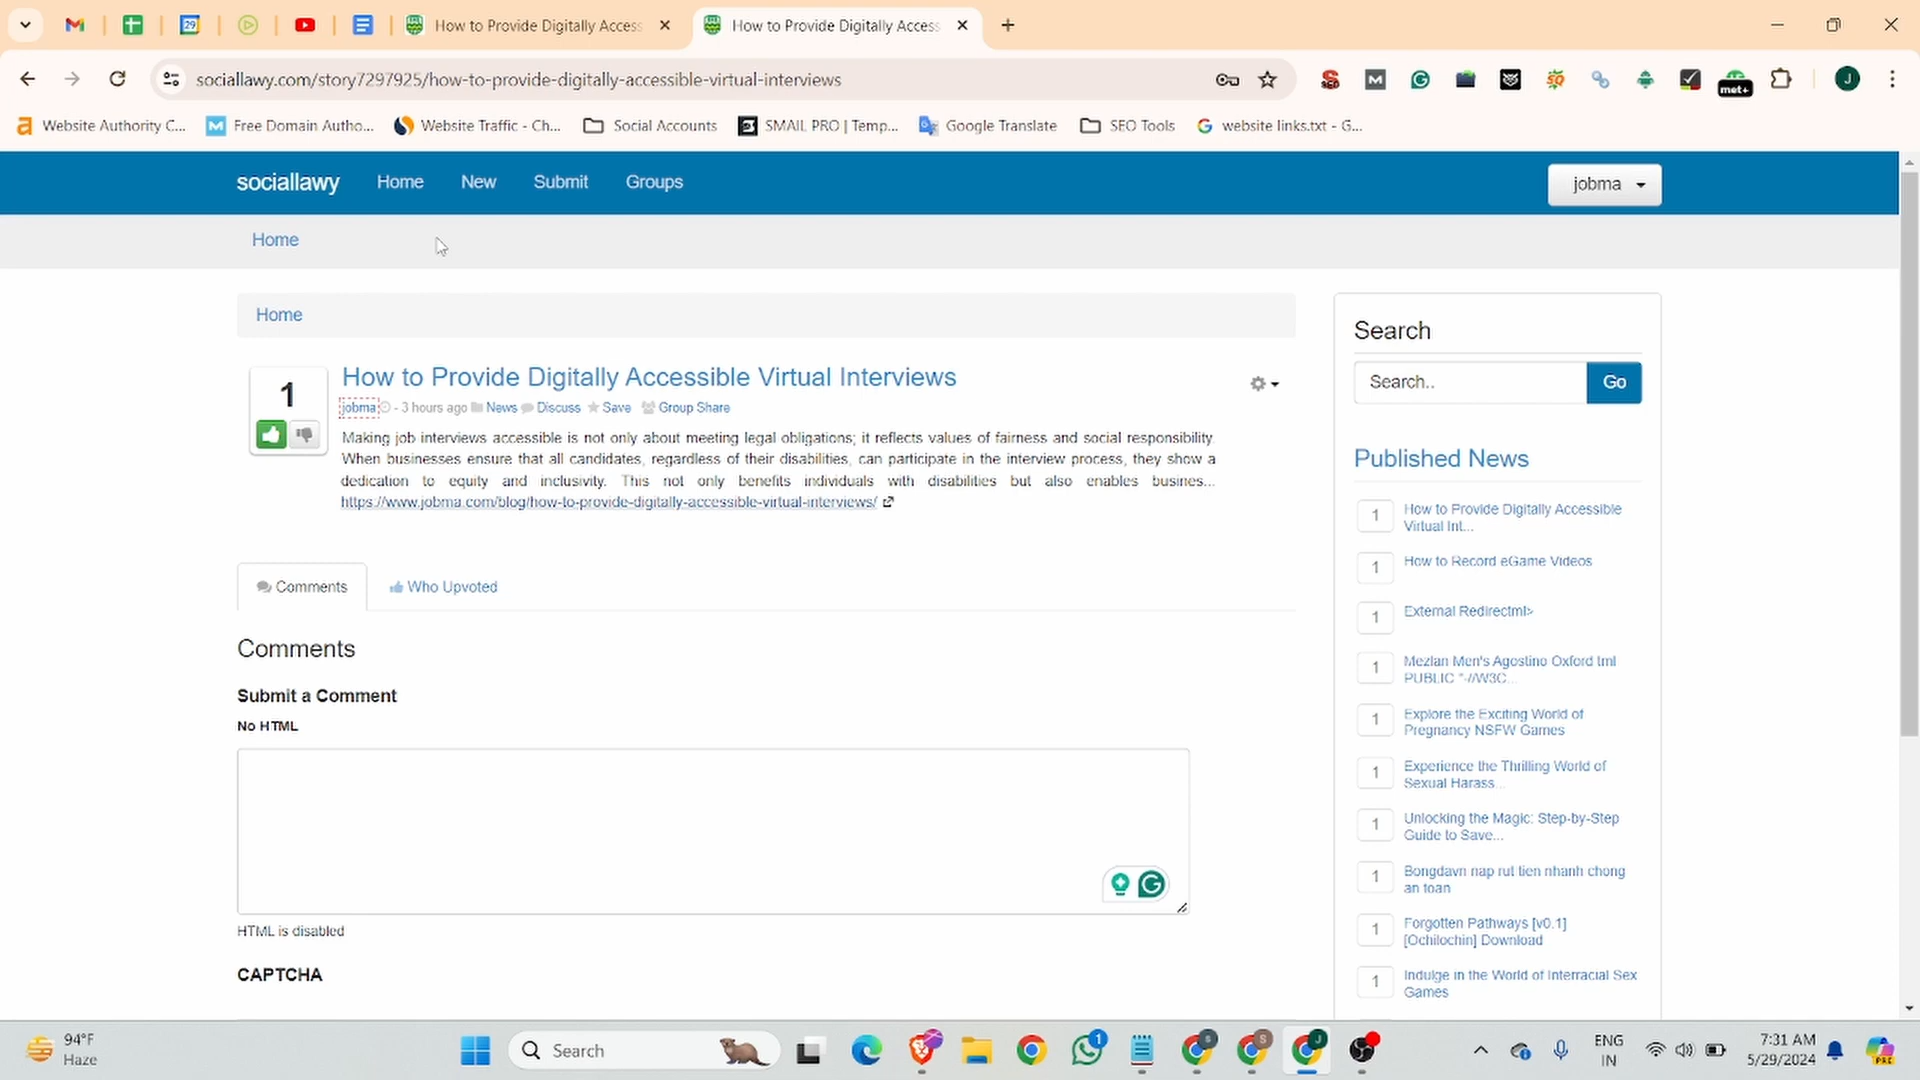 How to Provide Digitally Access
How to Provide Digitally Access
sociallawy.com/story7297925/how-to-provide-digitally-accessible-virtual-interviews
met+
J
Website Authority C...
Free Domain Autho...
Website Traffic - Ch...
Social Accounts
SMAIL PRO | Temp...
Google Translate
SEO Tools
website links.txt - G...
sociallawy
Home
New
Submit
Groups
jobma
Home
Home
1
How to Provide Digitally Accessible Virtual Interviews
jobma - 3 hours ago News Discuss Save Group Share
Making job interviews accessible is not only about meeting legal obligations; it reflects values of fairness and social responsibility.
When businesses ensure that all candidates, regardless of their disabilities, can participate in the interview process, they show a
dedication to equity and inclusivity. This not only benefits individuals with disabilities but also enables busines...
https://www.jobma.com/blog/how-to-provide-digitally-accessible-virtual-interviews/
Comments
Who Upvoted
Comments
Submit a Comment
No HTML
HTML is disabled
CAPTCHA
Search
Search..
Go
Published News
1
How to Provide Digitally Accessible
Virtual Int...
1
How to Record eGame Videos
1
External Redirectml>
1
Mezlan Men's Agostino Oxford tml
PUBLIC "-//W3C...
1
Explore the Exciting World of
Pregnancy NSFW Games
1
Experience the Thrilling World of
Sexual Harass...
1
Unlocking the Magic: Step-by-Step
Guide to Save...
1
Bongdavn nap rut tien nhanh chong
an toan
1
Forgotten Pathways [v0.1]
[Ochilochin] Download
1
Indulge in the World of Interracial Sex
Games
94°F
Haze
Search
1
ENG
IN
7:31 AM
5/29/2024